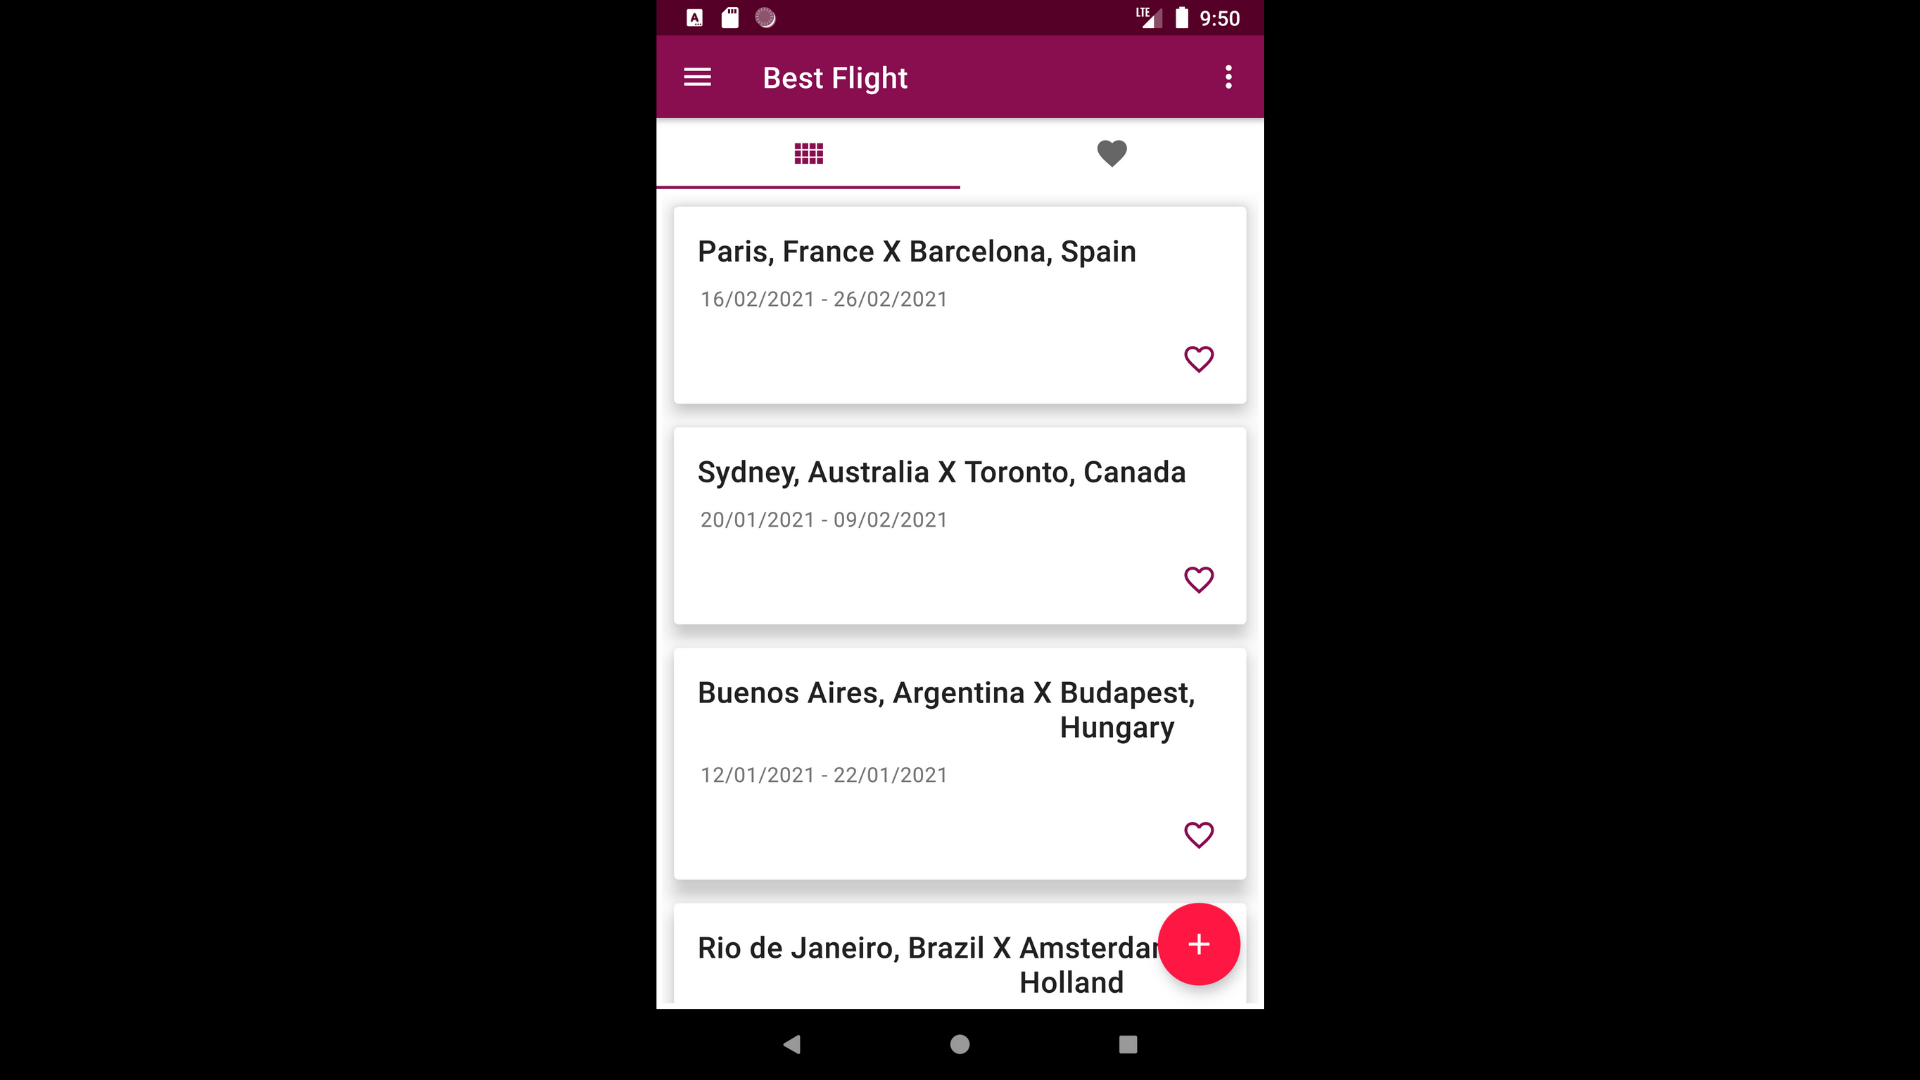 A
LTE
9:50
Best Flight
Paris, France X Barcelona, Spain
16/02/2021 - 26/02/2021
Sydney, Australia X Toronto, Canada
20/01/2021 - 09/02/2021
Buenos Aires, Argentina X Budapest,
Hungary
12/01/2021 - 22/01/2021
Rio de Janeiro, Brazil X
Holland